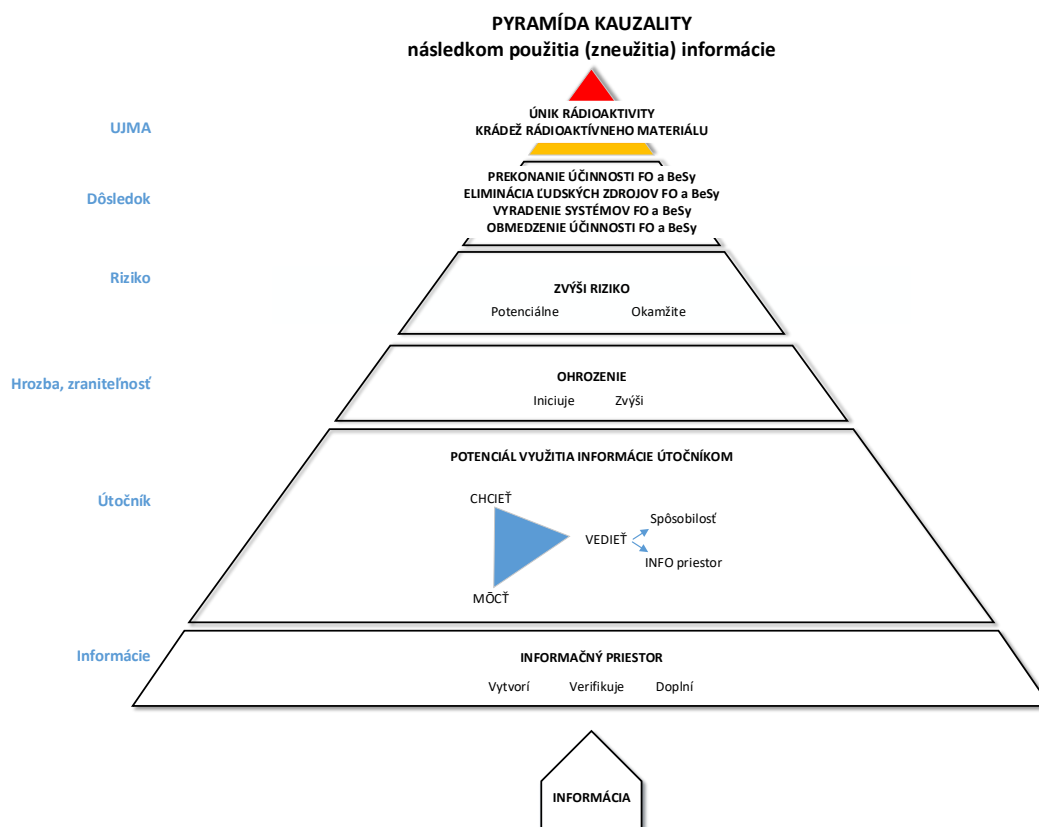 PYRAMÍDA KAUZALITY
následkom použitia (zneužitia) informácie
UJMA
ÚNIK RÁDIOAKTIVITY
KRÁDEŽ RÁDIOAKTÍVNEHO MATERIÁLU
Dôsledok
PREKONANIE ÚČINNOSTI FO a BeSy
ELIMINÁCIA ĽUDSKÝCH ZDROJOV FO a BeSy
VYRADENIE SYSTÉMOV FO a BeSy
OBMEDZENIE ÚČINNOSTI FO a BeSy
Riziko
ZVÝŠI RIZIKO
Potenciálne Okamžite
Hrozba, zraniteľnosť
OHROZENIE
Iniciuje Zvýši
POTENCIÁL VYUŽITIA INFORMÁCIE ÚTOČNÍKOM
Útočník
CHCIEŤ
Spôsobilosť
VEDIEŤ
INFO priestor
MÔCŤ
Informácie
INFORMAČNÝ PRIESTOR
Vytvorí Verifikuje Doplní
INFORMÁCIA